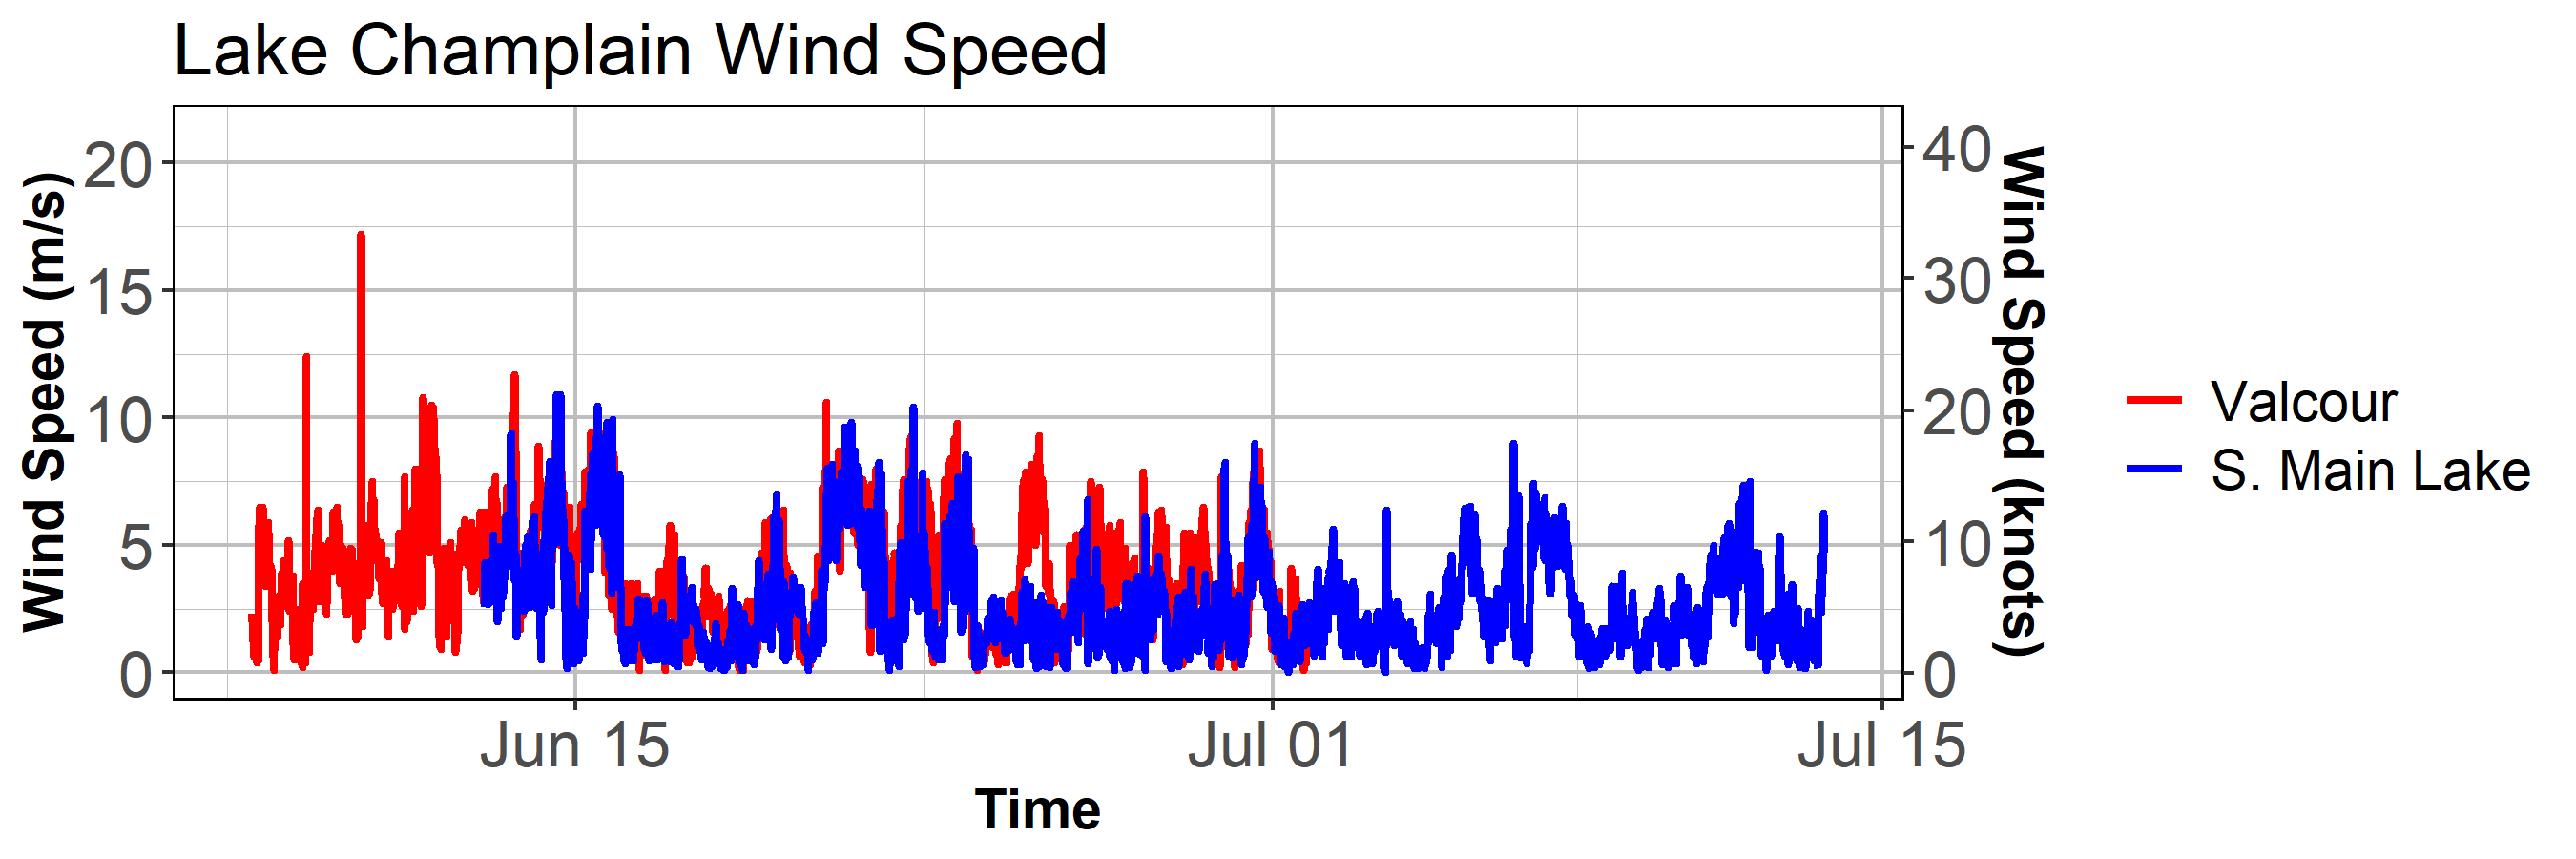 Lake Champlain Wind Speed
Wind Speed (m/s)
20
15
10
5
0
40
30
20
10
0
Wind Speed (knots)
Jun 15
Jul 01
Jul 15
Time
Valcour
S. Main Lake